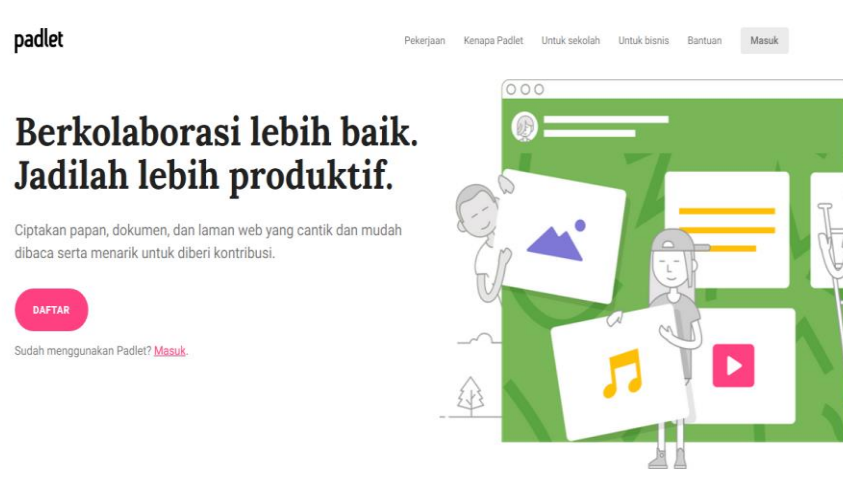 padlet
Pekerjaan Kenapa Padlet Untuk sekolah Untuk bisnis Bantuan Masuk
Berkolaborasi lebih baik.
Jadilah lebih produktif.
Ciptakan papan, dokumen, dan laman web yang cantik dan mudah
dibaca serta menarik untuk diberi kontribusi.
DAFTAR
Sudah menggunakan Padlet? Masuk.